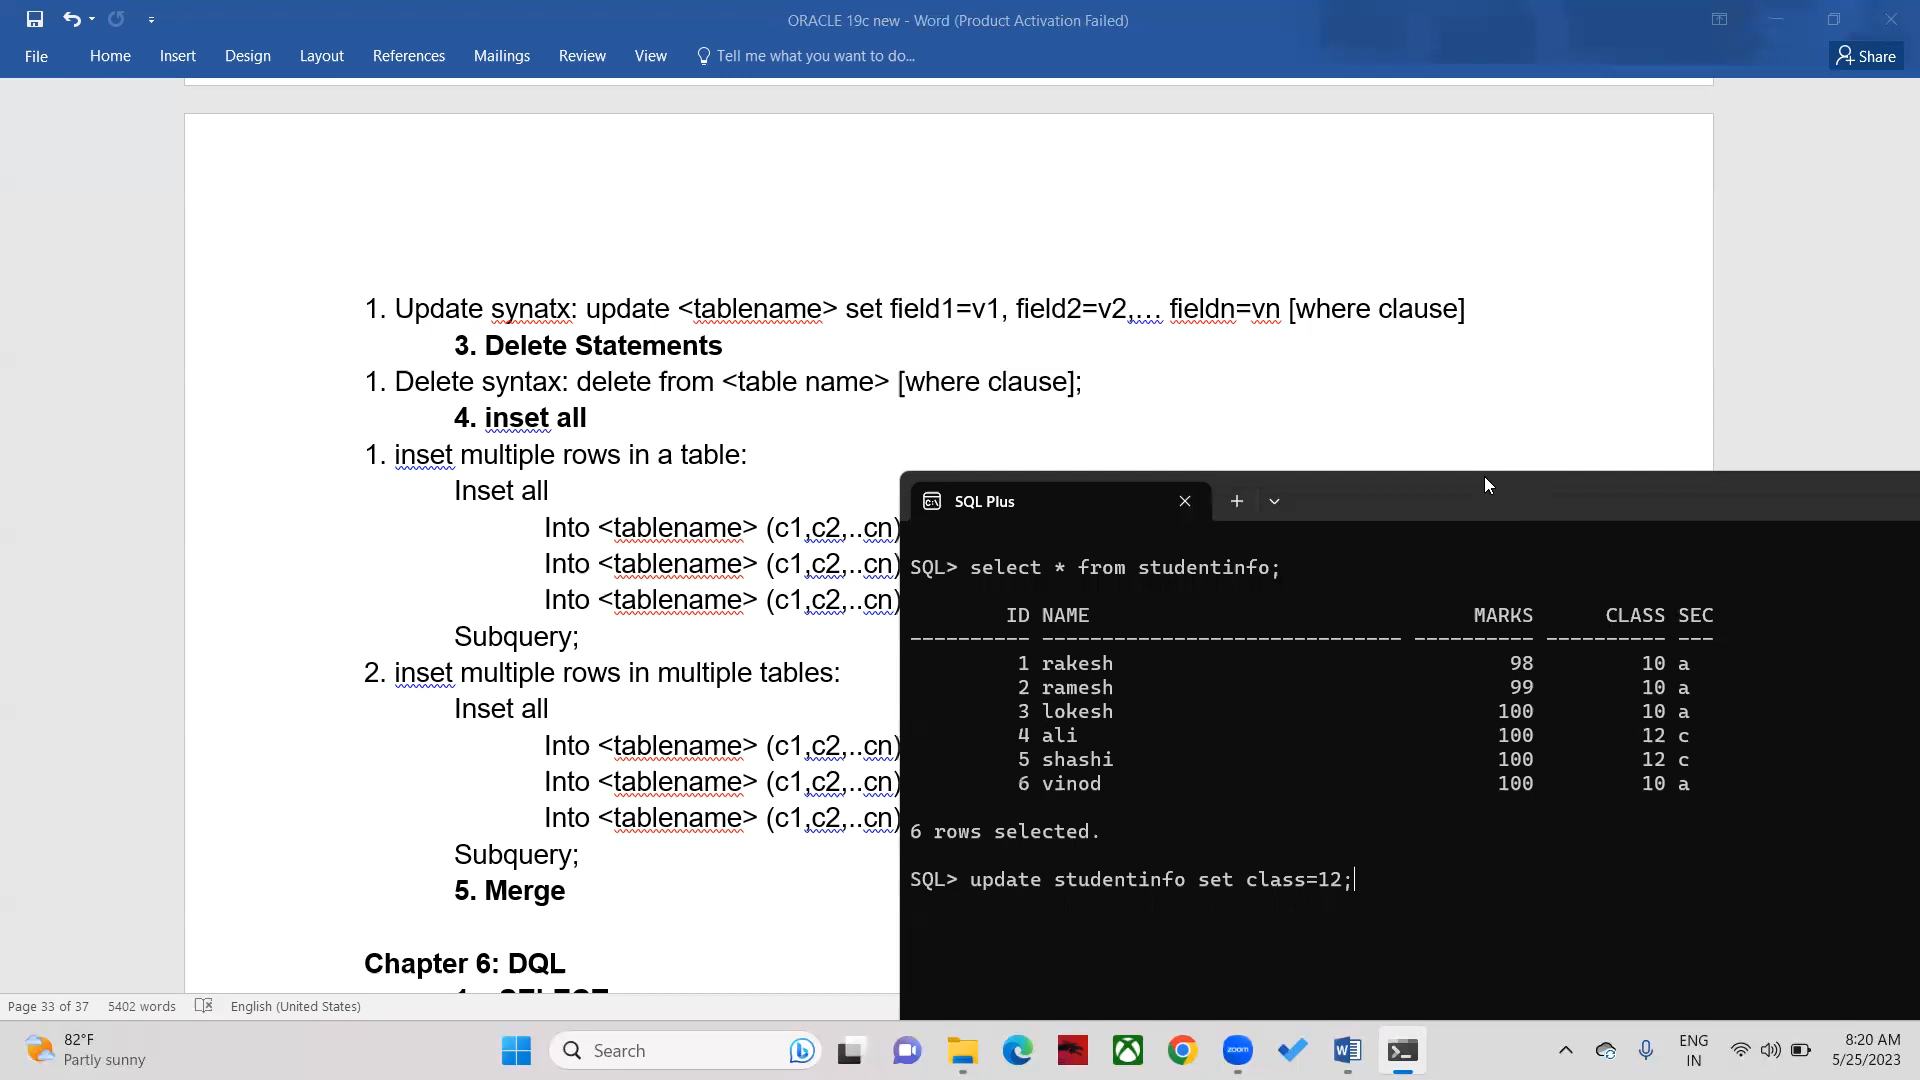 ORACLE 19c new - Word (Product Activation Failed)
File Home Insert Design Layout References Mailings Review View Tell me what you want to do... Share
1. Update synatx: update <tablename> set field1=v1, field2=v2,… fieldn=vn [where clause]
3. Delete Statements
1. Delete syntax: delete from <table name> [where clause];
4. inset all
1. inset multiple rows in a table:
Inset all
Into <tablename> (c1,c2,..cn)
Into <tablename> (c1,c2,..cn)
Into <tablename> (c1,c2,..cn)
Subquery;
2. inset multiple rows in multiple tables:
Inset all
Into <tablename> (c1,c2,..cn)
Into <tablename> (c1,c2,..cn)
Into <tablename> (c1,c2,..cn)
Subquery;
5. Merge
Chapter 6: DQL
SQL Plus
SQL> select * from studentinfo;
ID NAME MARKS CLASS SEC
---------- ------------------------------ ---------- ---------- ---
1 rakesh 98 10 a
2 ramesh 99 10 a
3 lokesh 100 10 a
4 ali 100 12 c
5 shashi 100 12 c
6 vinod 100 10 a
6 rows selected.
SQL> update studentinfo set class=12;
Page 33 of 37 5402 words English (United States)
82°F
Partly sunny
Search
zoom
ENG
IN
8:20 AM
5/25/2023